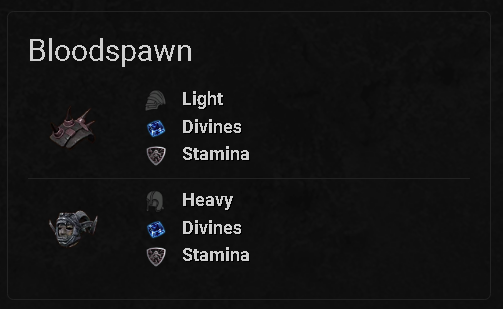 Bloodspawn
Light
Divines
Stamina
Heavy
Divines
Stamina